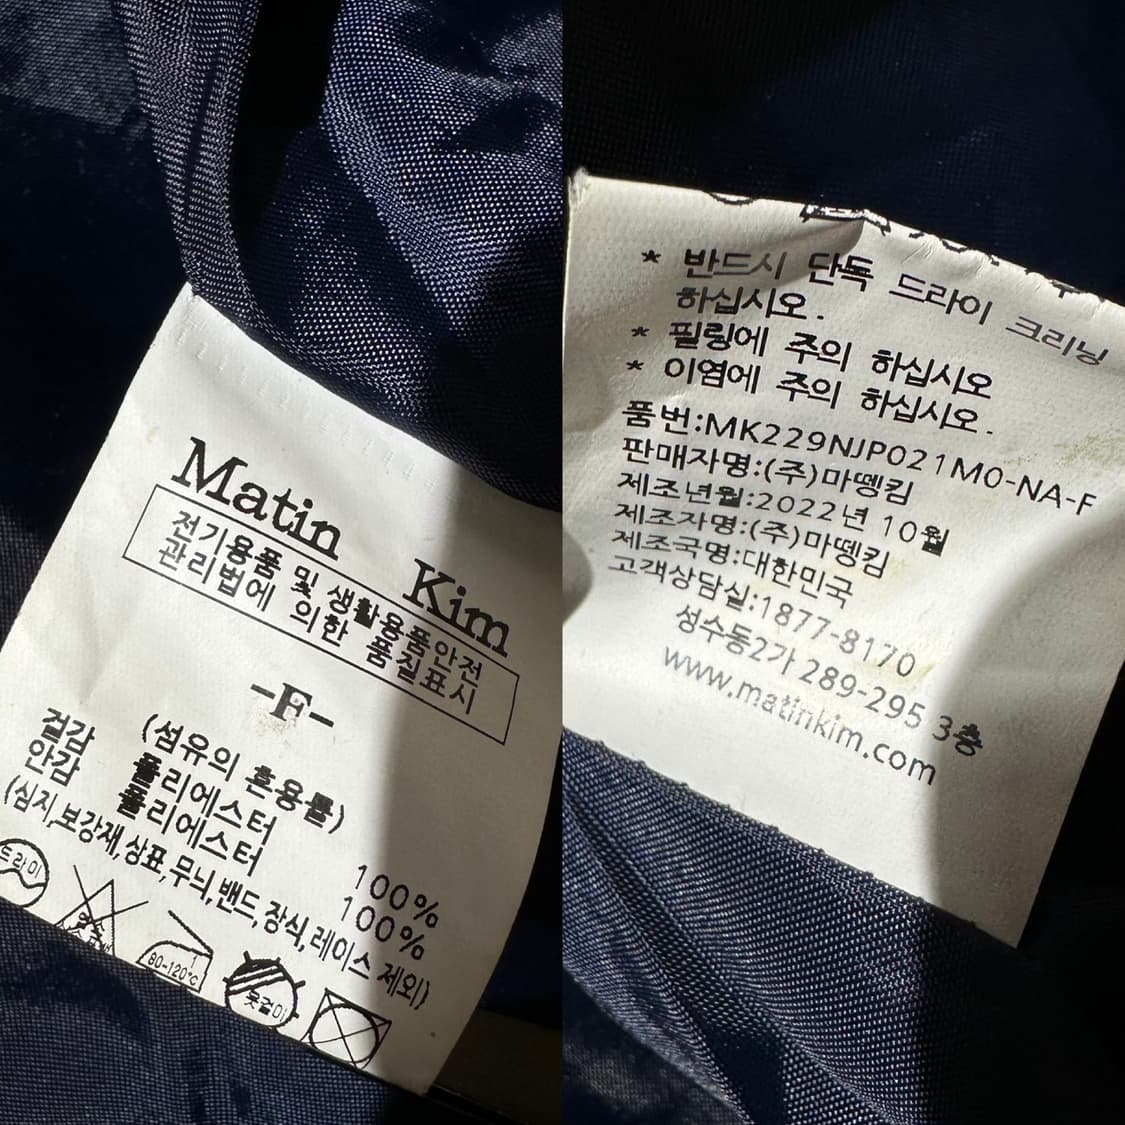 Matin Kim
전기용품 및 생활용품안전
관리법에 의한 품질표시
-F-
(섬유의 혼용률)
겉감 폴리에스터 100%
안감 폴리에스터 100%
(심지,보강재,상표,무늬,밴드,장식,레이스 제외)
드라이
80-120℃
옷걸이
* 반드시 단독 드라이 크리닝
하십시오.
* 필링에 주의 하십시오
* 이염에 주의 하십시오.
품번:MK229NJP021M0-NA-F
판매자명:(주)마뗑킴
제조년월:2022년 10월
제조자명:(주)마뗑킴
제조국명:대한민국
고객상담실:1877-8170
성수동2가 289-295 3층
www.matinkim.com